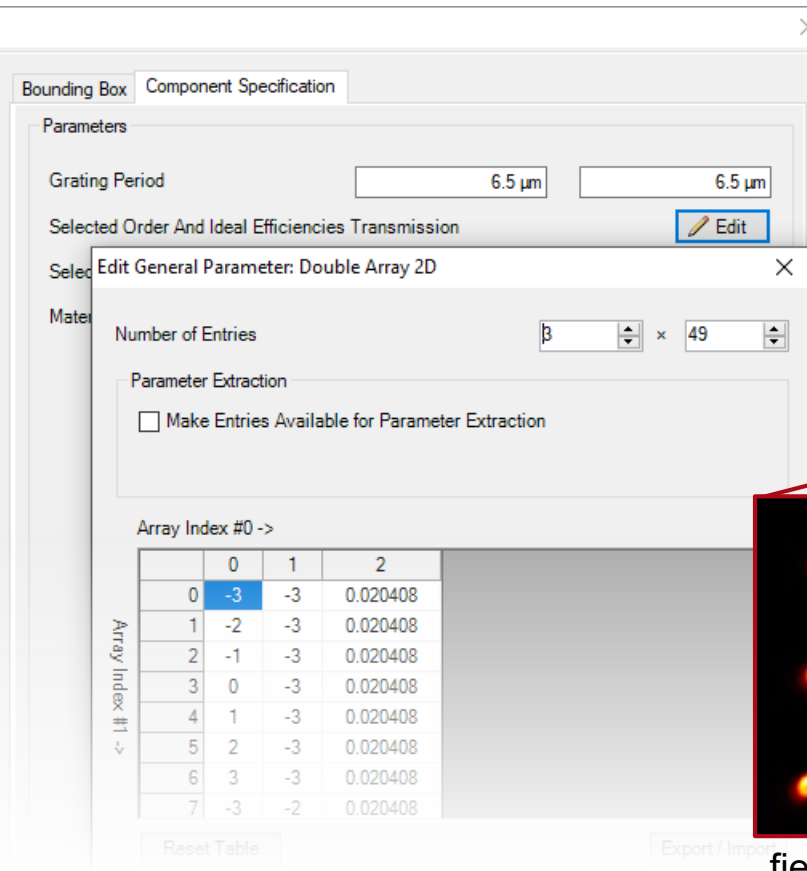 Bounding Box Component Specification
Parameters
Grating Period 6.5 µm 6.5 µm
Selected Order And Ideal Efficiencies Transmission Edit
Selec
Mater
Edit General Parameter: Double Array 2D
Number of Entries 3 × 49
Parameter Extraction
Make Entries Available for Parameter Extraction
Array Index #0 ->
Array Index #1 ->
0 1 2
0 -3 -3 0.020408
1 -2 -3 0.020408
2 -1 -3 0.020408
3 0 -3 0.020408
4 1 -3 0.020408
5 2 -3 0.020408
6 3 -3 0.020408
7 -3 -2 0.020408
Reset Table Export / Import
fie